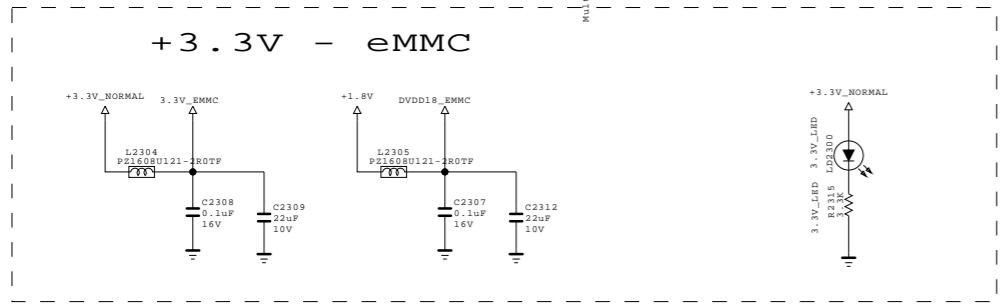 Mul
+3.3V - eMMC
+3.3V_NORMAL
3.3V_EMMC
L2304
PZ1608U121-2R0TF
C2308
0.1uF
16V
C2309
22uF
10V
+1.8V
DVDD18_EMMC
L2305
PZ1608U121-2R0TF
C2307
0.1uF
16V
C2312
22uF
10V
+3.3V_NORMAL
3.3V_LED
LD2300
3.3V_LED
R2315
3.3K